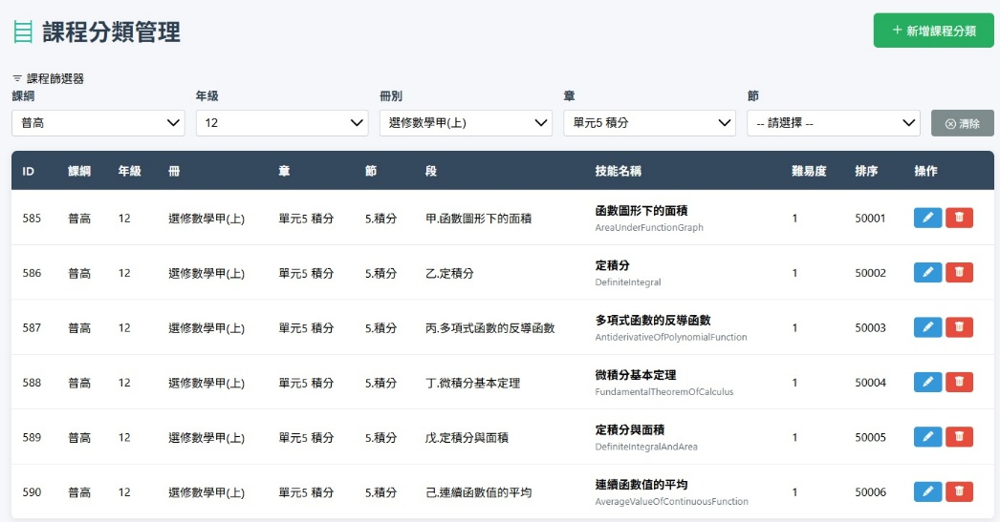 課程分類管理
+ 新增課程分類
課程篩選器
課綱 年級 冊別 章 節
普高 12 選修數學甲(上) 單元5 積分 -- 請選擇 -- 清除
ID 課綱 年級 冊 章 節 段 技能名稱 難易度 排序 操作
585 普高 12 選修數學甲(上) 單元5 積分 5.積分 甲.函數圖形下的面積 函數圖形下的面積 1 50001
AreaUnderFunctionGraph
586 普高 12 選修數學甲(上) 單元5 積分 5.積分 乙.定積分 定積分 1 50002
DefiniteIntegral
587 普高 12 選修數學甲(上) 單元5 積分 5.積分 丙.多項式函數的反導函數 多項式函數的反導函數 1 50003
AntiderivativeOfPolynomialFunction
588 普高 12 選修數學甲(上) 單元5 積分 5.積分 丁.微積分基本定理 微積分基本定理 1 50004
FundamentalTheoremOfCalculus
589 普高 12 選修數學甲(上) 單元5 積分 5.積分 戊.定積分與面積 定積分與面積 1 50005
DefiniteIntegralAndArea
590 普高 12 選修數學甲(上) 單元5 積分 5.積分 己.連續函數值的平均 連續函數值的平均 1 50006
AverageValueOfContinuousFunction